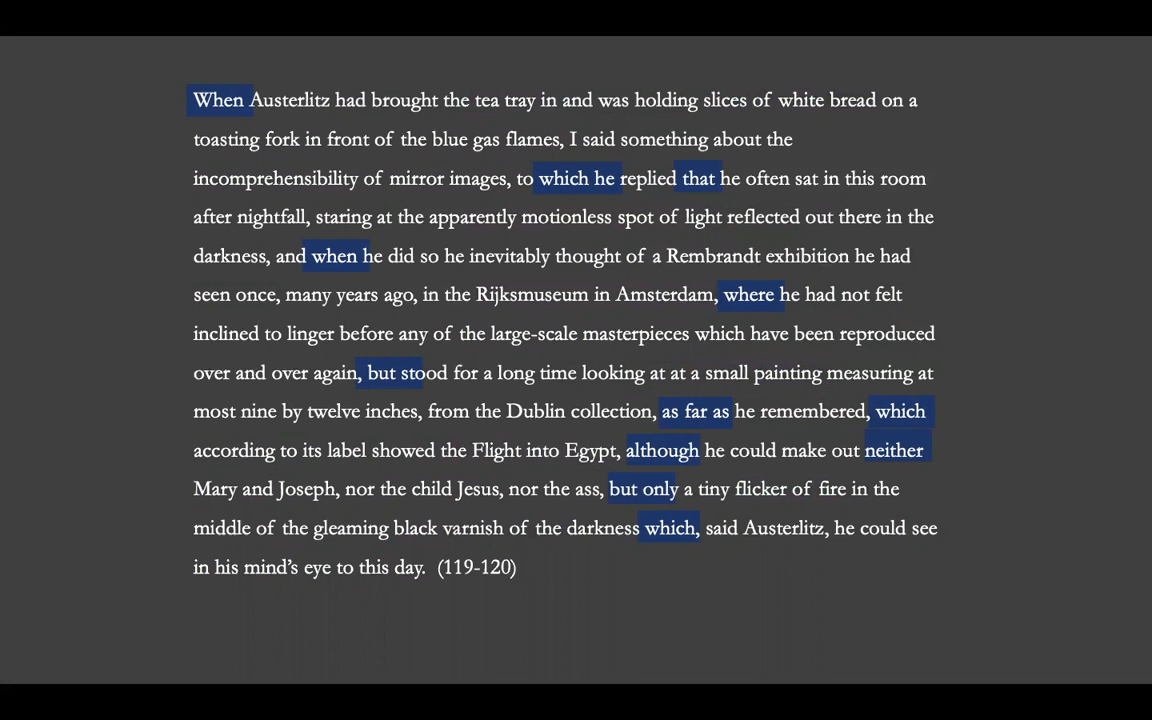 When Austerlitz had brought the tea tray in and was holding slices of white bread on a
toasting fork in front of the blue gas flames, I said something about the
incomprehensibility of mirror images, to which he replied that he often sat in this room
after nightfall, staring at the apparently motionless spot of light reflected out there in the
darkness, and when he did so he inevitably thought of a Rembrandt exhibition he had
seen once, many years ago, in the Rijksmuseum in Amsterdam, where he had not felt
inclined to linger before any of the large-scale masterpieces which have been reproduced
over and over again, but stood for a long time looking at at a small painting measuring at
most nine by twelve inches, from the Dublin collection, as far as he remembered, which
according to its label showed the Flight into Egypt, although he could make out neither
Mary and Joseph, nor the child Jesus, nor the ass, but only a tiny flicker of fire in the
middle of the gleaming black varnish of the darkness which, said Austerlitz, he could see
in his mind’s eye to this day. (119-120)